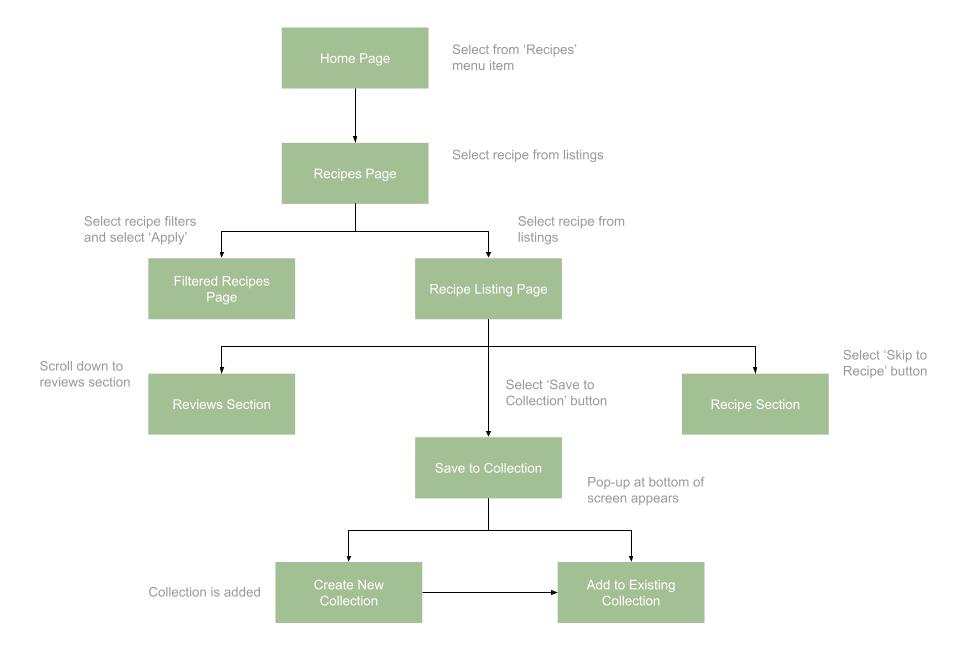 Home Page
Select from ‘Recipes’
menu item
Recipes Page
Select recipe from listings
Select recipe filters
and select ‘Apply’
Select recipe from
listings
Filtered Recipes
Page
Recipe Listing Page
Scroll down to
reviews section
Select ‘Skip to
Recipe’ button
Reviews Section
Select ‘Save to
Collection’ button
Recipe Section
Save to Collection
Pop-up at bottom of
screen appears
Collection is added
Create New
Collection
Add to Existing
Collection